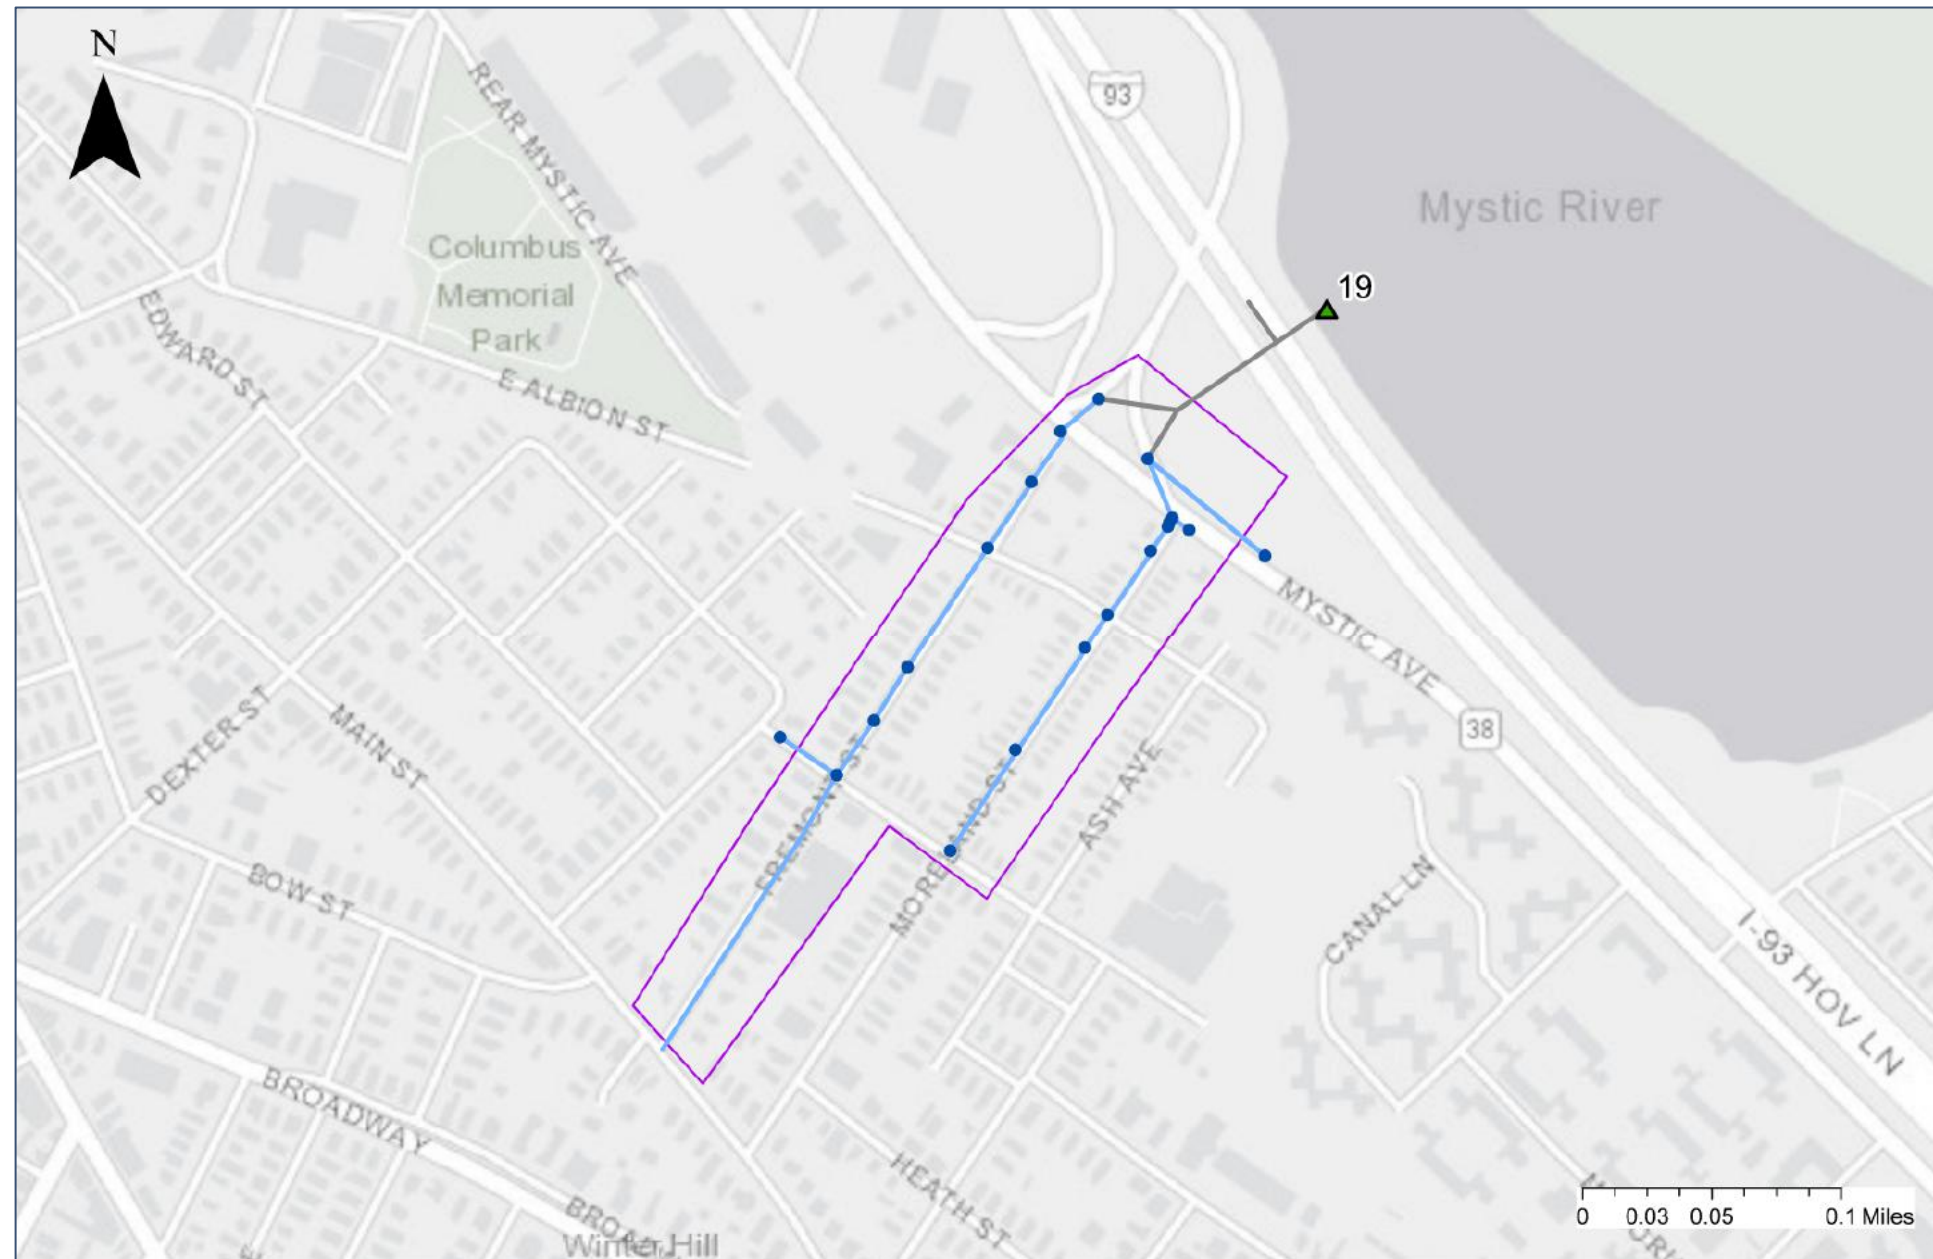 N
93
REAR MYSTIC AVE
Mystic River
Columbus
Memorial
Park
19
EDWARD ST
E ALBION ST
MYSTIC AVE
38
DEXTER ST
MAIN ST
FREMONT ST
MORELAND ST
ASH AVE
BOW ST
CANAL LN
I-93 HOV LN
BROADWAY
HEATH ST
Winter Hill
0 0.03 0.05 0.1 Miles